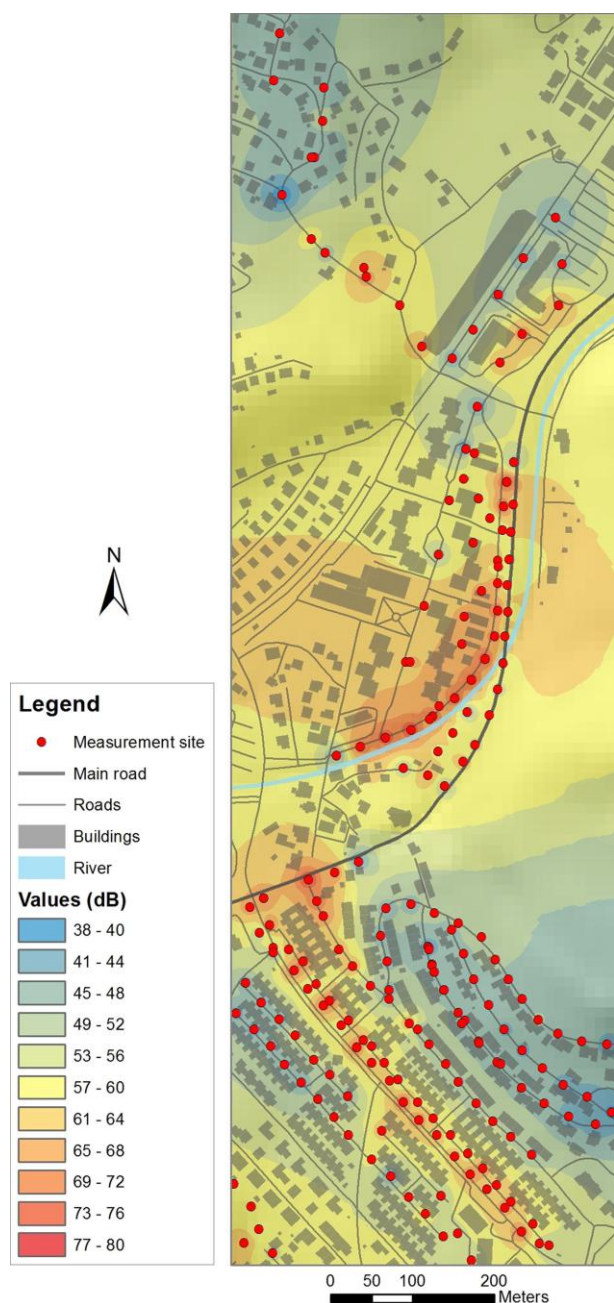 N
Legend
Measurement site
Main road
Roads
Buildings
River
Values (dB)
38 - 40
41 - 44
45 - 48
49 - 52
53 - 56
57 - 60
61 - 64
65 - 68
69 - 72
73 - 76
77 - 80
0 50 100 200
Meters